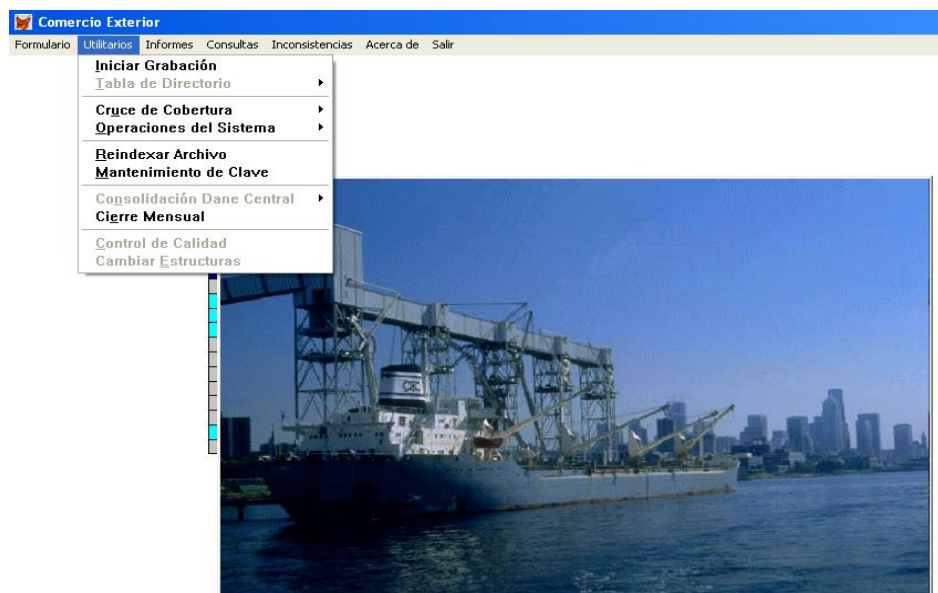 Comercio Exterior
Formulario Utilitarios Informes Consultas Inconsistencias Acerca de Salir
Iniciar Grabación
Tabla de Directorio
Cruce de Cobertura
Operaciones del Sistema
Reindexar Archivo
Mantenimiento de Clave
Consolidación Dane Central
Cierre Mensual
Control de Calidad
Cambiar Estructuras